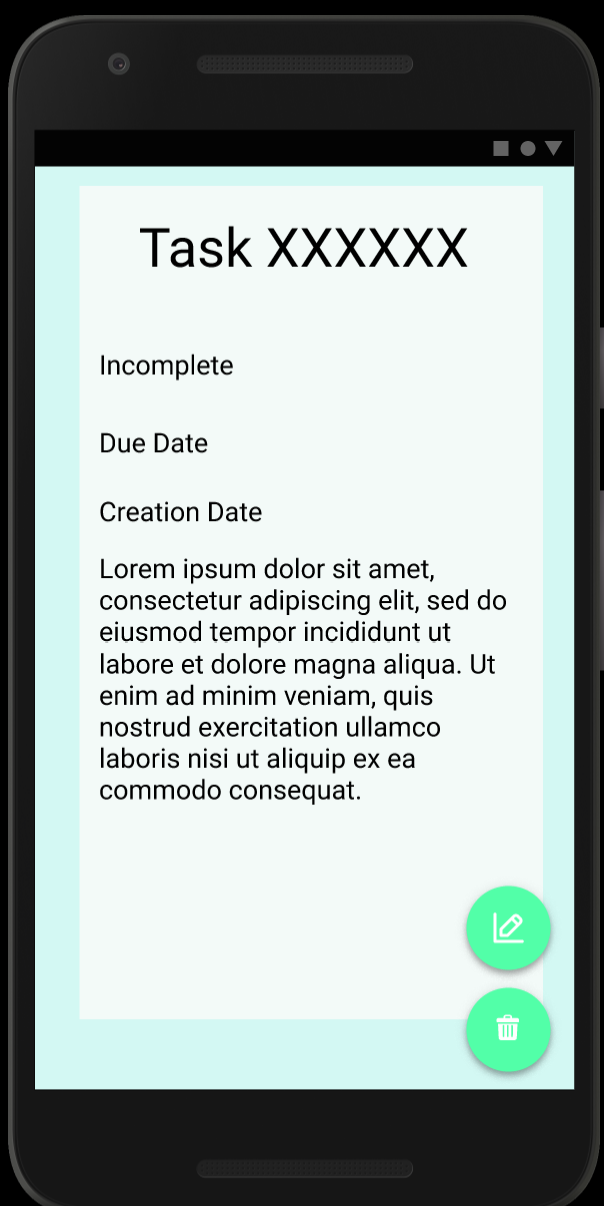 Task XXXXXX
Incomplete
Due Date
Creation Date
Lorem ipsum dolor sit amet,
consectetur adipiscing elit, sed do
eiusmod tempor incididunt ut
labore et dolore magna aliqua. Ut
enim ad minim veniam, quis
nostrud exercitation ullamco
laboris nisi ut aliquip ex ea
commodo consequat.